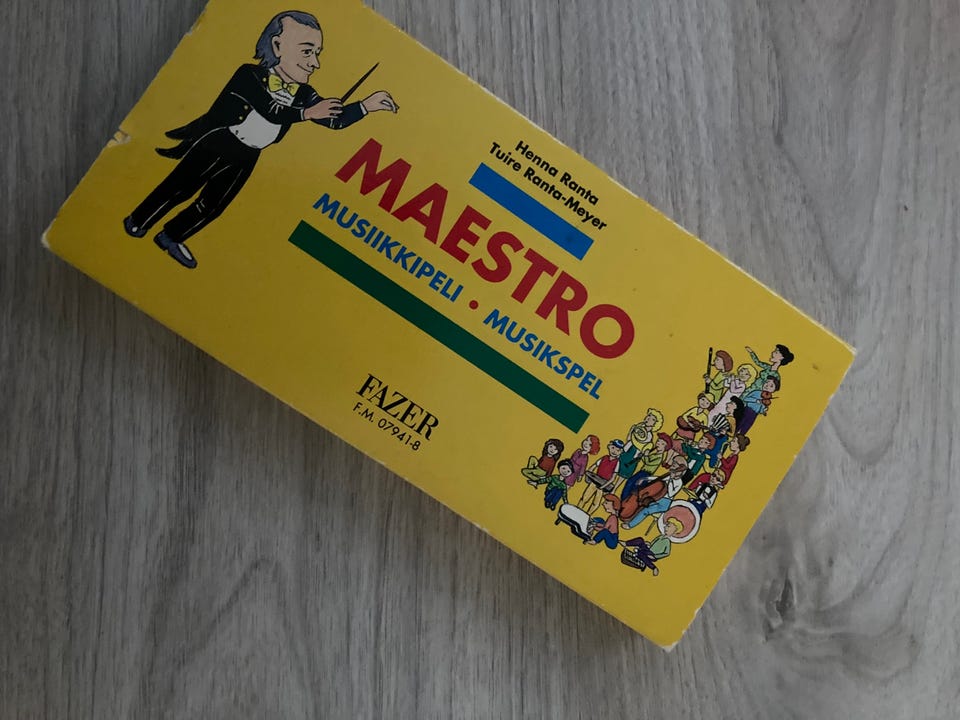 Henna Ranta
Tuire Ranta-Meyer
MAESTRO
MUSIIKKIPELI • MUSIKSPEL
FAZER
F.M. 07941-8